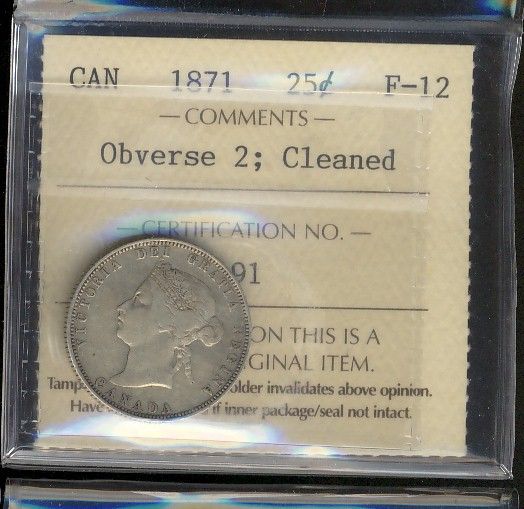 CAN 1871 25¢ F-12
— COMMENTS —
Obverse 2; Cleaned
— CERTIFICATION NO. —
91
VICTORIA DEI GRATIA REGINA
CANADA
ON THIS IS A
GINAL ITEM.
Tamp older invalidates above opinion.
Have if inner package/seal not intact.